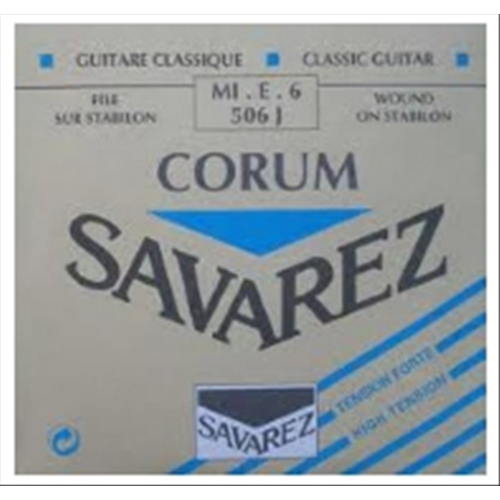 GUITARE CLASSIQUE CLASSIC GUITAR
MI . E . 6
506 J
FILE
SUR STABILON
WOUND
ON STABILON
CORUM
SAVAREZ
TENSION FORTE
HIGH TENSION
SAVAREZ